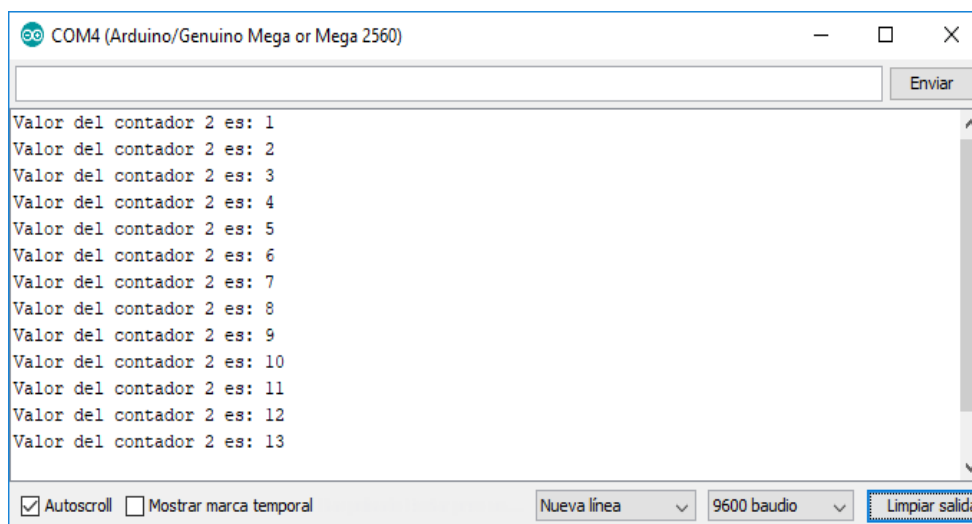 COM4 (Arduino/Genuino Mega or Mega 2560)
Enviar
Valor del contador 2 es: 1
Valor del contador 2 es: 2
Valor del contador 2 es: 3
Valor del contador 2 es: 4
Valor del contador 2 es: 5
Valor del contador 2 es: 6
Valor del contador 2 es: 7
Valor del contador 2 es: 8
Valor del contador 2 es: 9
Valor del contador 2 es: 10
Valor del contador 2 es: 11
Valor del contador 2 es: 12
Valor del contador 2 es: 13
Autoscroll Mostrar marca temporal Nueva línea 9600 baudio Limpiar salida